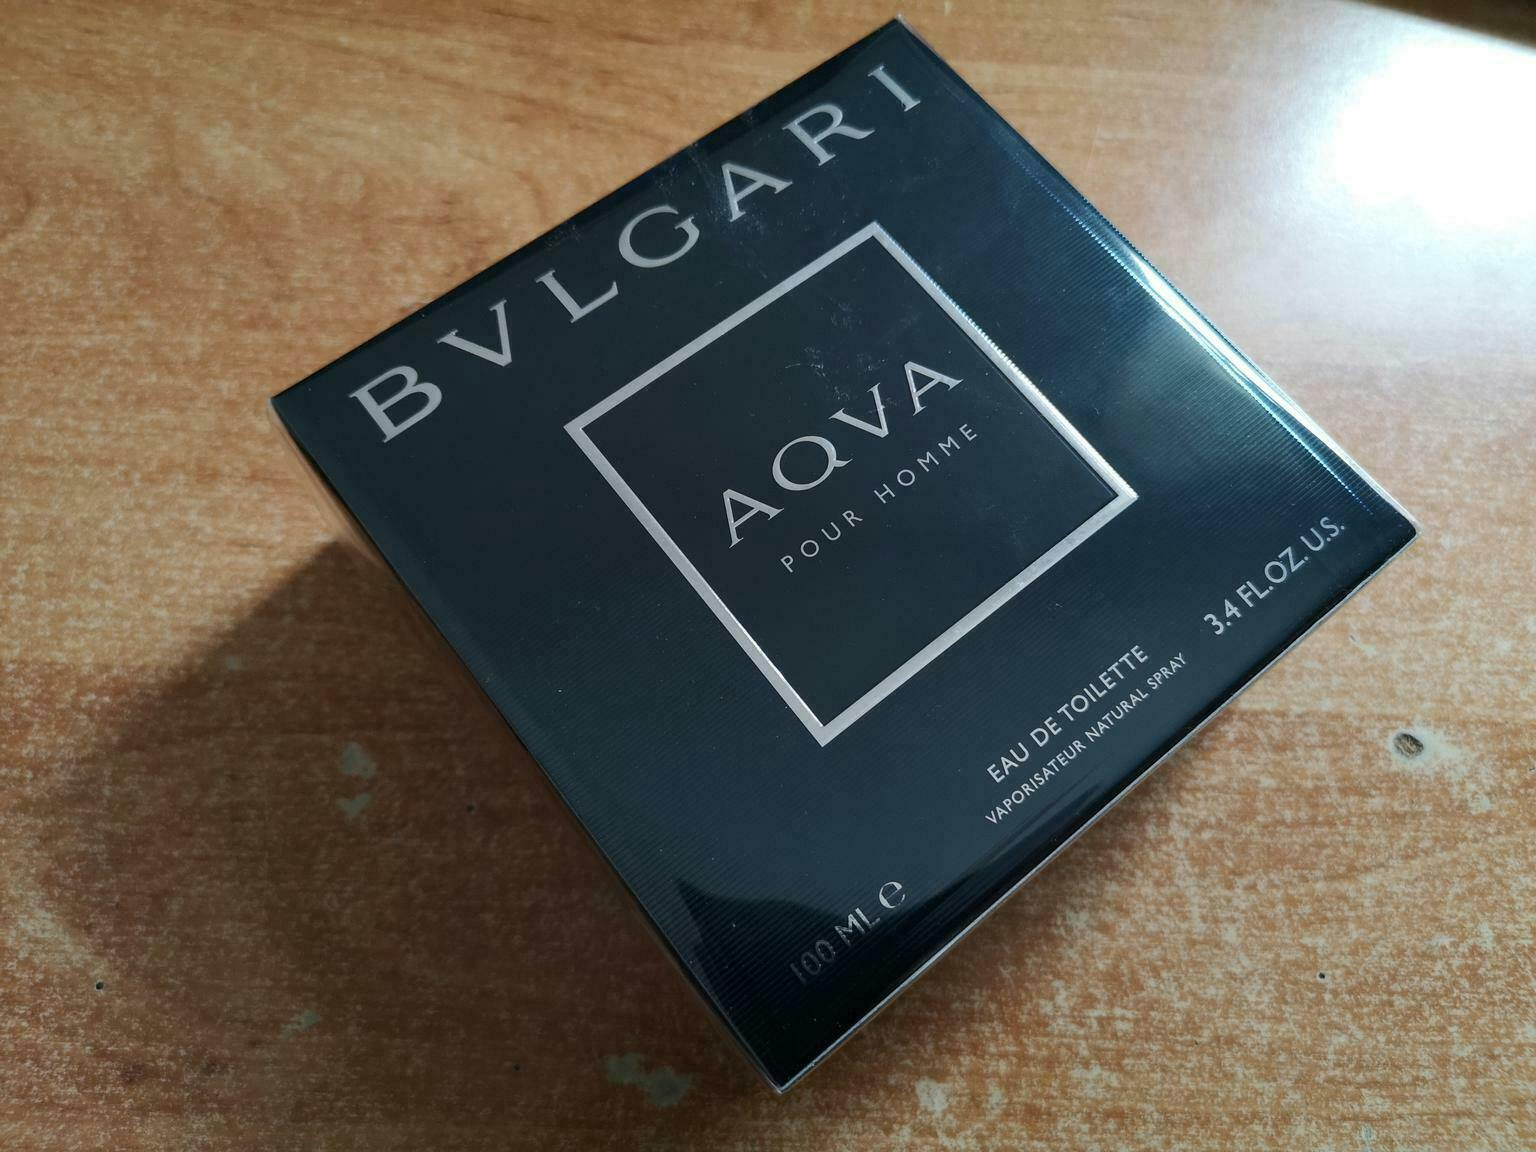 BVLGARI
AQVA
POUR HOMME
EAU DE TOILETTE
VAPORISATEUR NATURAL SPRAY
100 ML ℮
3.4 FL.OZ. U.S.